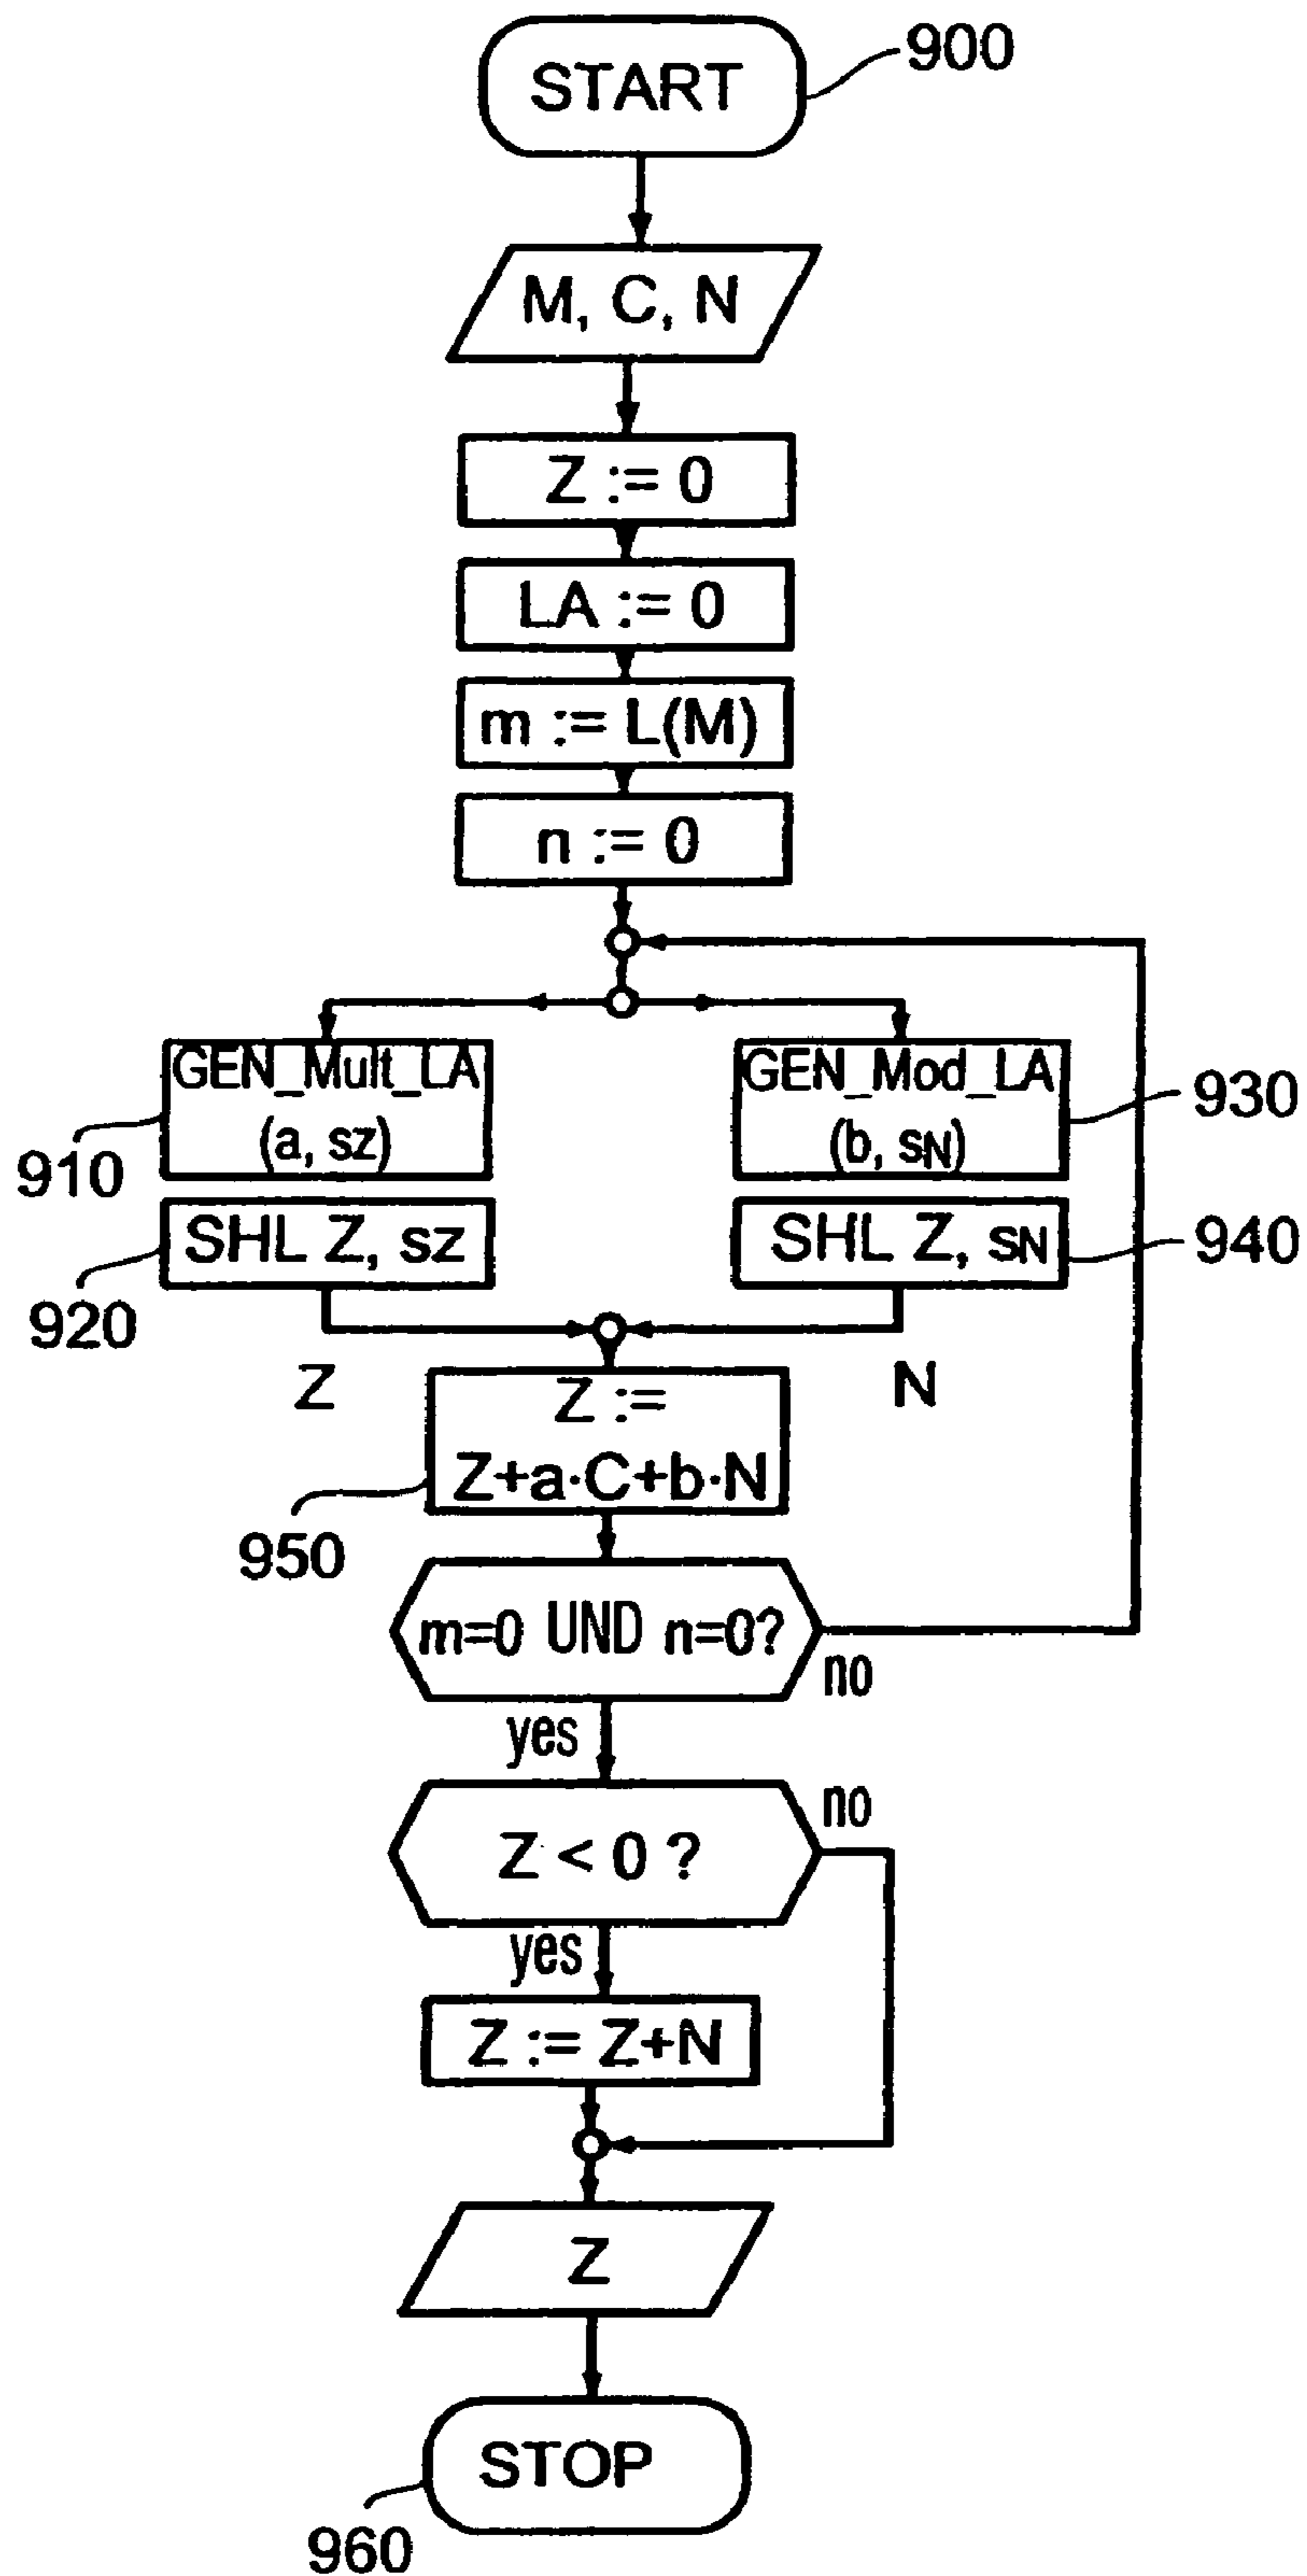 START
900
M, C, N
Z := 0
LA := 0
m := L(M)
n := 0
GEN_Mult_LA
(a, sz)
910
GEN_Mod_LA
(b, sN)
930
SHL Z, sz
920
SHL Z, sN
940
Z
N
Z :=
Z+a·C+b·N
950
m=0 UND n=0?
no
yes
Z < 0 ?
no
yes
Z := Z+N
Z
STOP
960